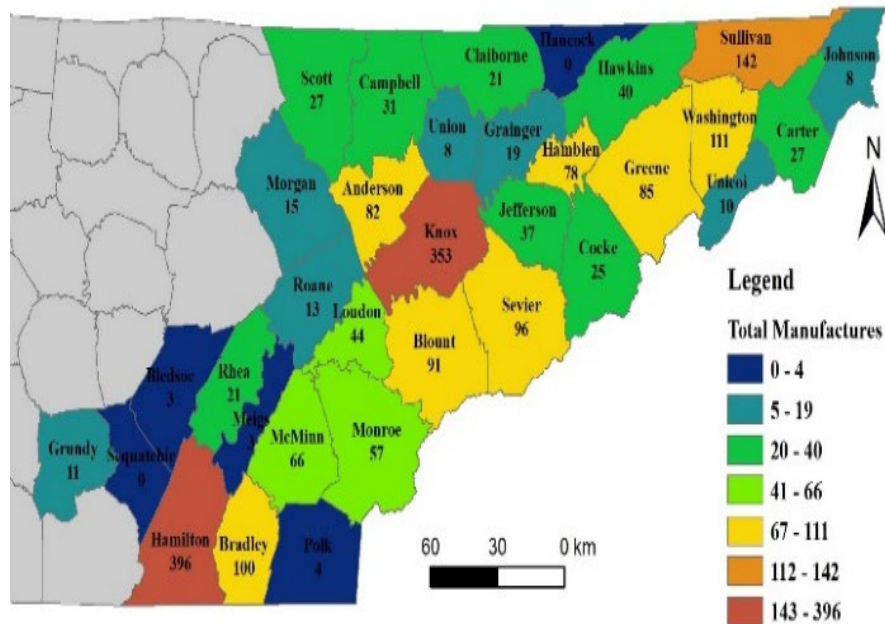 Hancock
0
Sullivan
142
Johnson
8
Claiborne
21
Hawkins
40
Scott
27
Campbell
31
Union
8
Grainger
19
Hamblen
78
Greene
85
Washington
111
Carter
27
Unicoi
10
N
Morgan
15
Anderson
82
Knox
353
Jefferson
37
Cocke
25
Roane
13
Loudon
44
Blount
91
Sevier
96
Bledsoe
3
Rhea
21
Meigs
McMinn
66
Monroe
57
Grundy
11
Sequatchie
0
Hamilton
396
Bradley
100
Polk
4
60 30 0 km
Legend
Total Manufactures
0 - 4
5 - 19
20 - 40
41 - 66
67 - 111
112 - 142
143 - 396